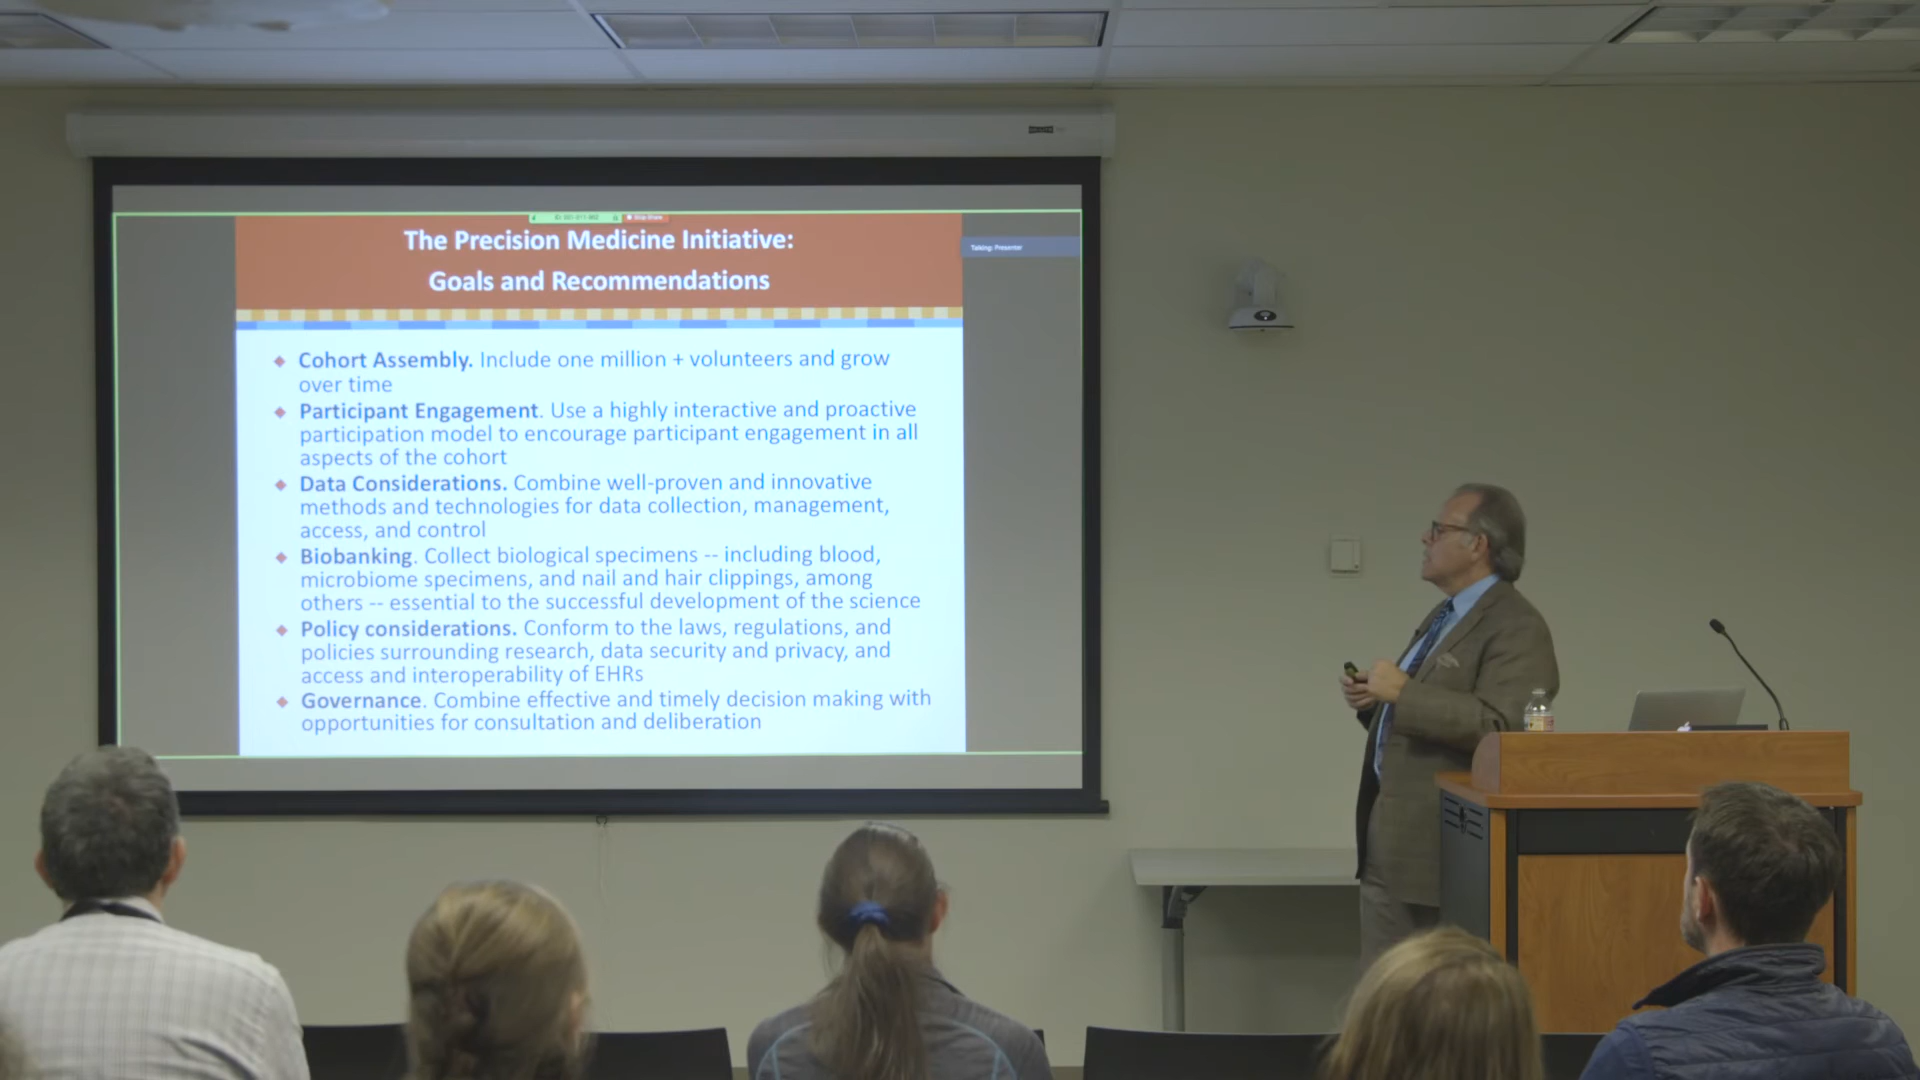 Stop Share
The Precision Medicine Initiative:
Talking: Presenter
Goals and Recommendations
Cohort Assembly. Include one million + volunteers and grow
over time
Participant Engagement. Use a highly interactive and proactive
participation model to encourage participant engagement in all
aspects of the cohort
Data Considerations. Combine well-proven and innovative
methods and technologies for data collection, management,
access, and control
Biobanking. Collect biological specimens -- including blood,
microbiome specimens, and nail and hair clippings, among
others -- essential to the successful development of the science
Policy considerations. Conform to the laws, regulations, and
policies surrounding research, data security and privacy, and
access and interoperability of EHRs
Governance. Combine effective and timely decision making with
opportunities for consultation and deliberation